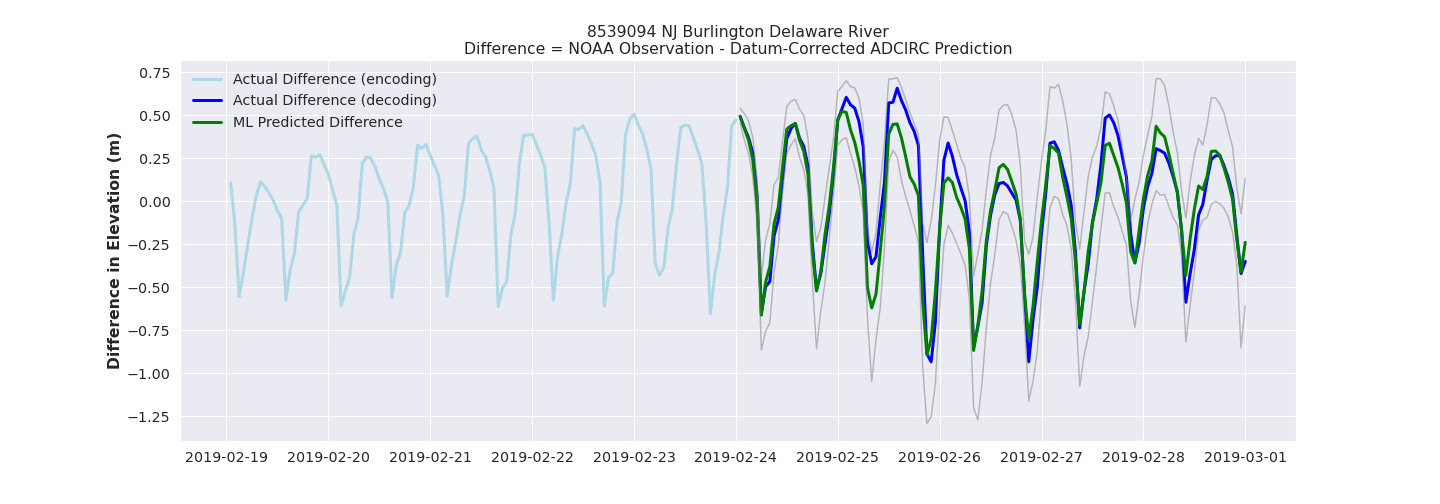 8539094 NJ Burlington Delaware River
Difference = NOAA Observation - Datum-Corrected ADCIRC Prediction
Actual Difference (encoding)
Actual Difference (decoding)
ML Predicted Difference
Difference in Elevation (m)
0.75
0.50
0.25
0.00
−0.25
−0.50
−0.75
−1.00
−1.25
2019-02-19 2019-02-20 2019-02-21 2019-02-22 2019-02-23 2019-02-24 2019-02-25 2019-02-26 2019-02-27 2019-02-28 2019-03-01